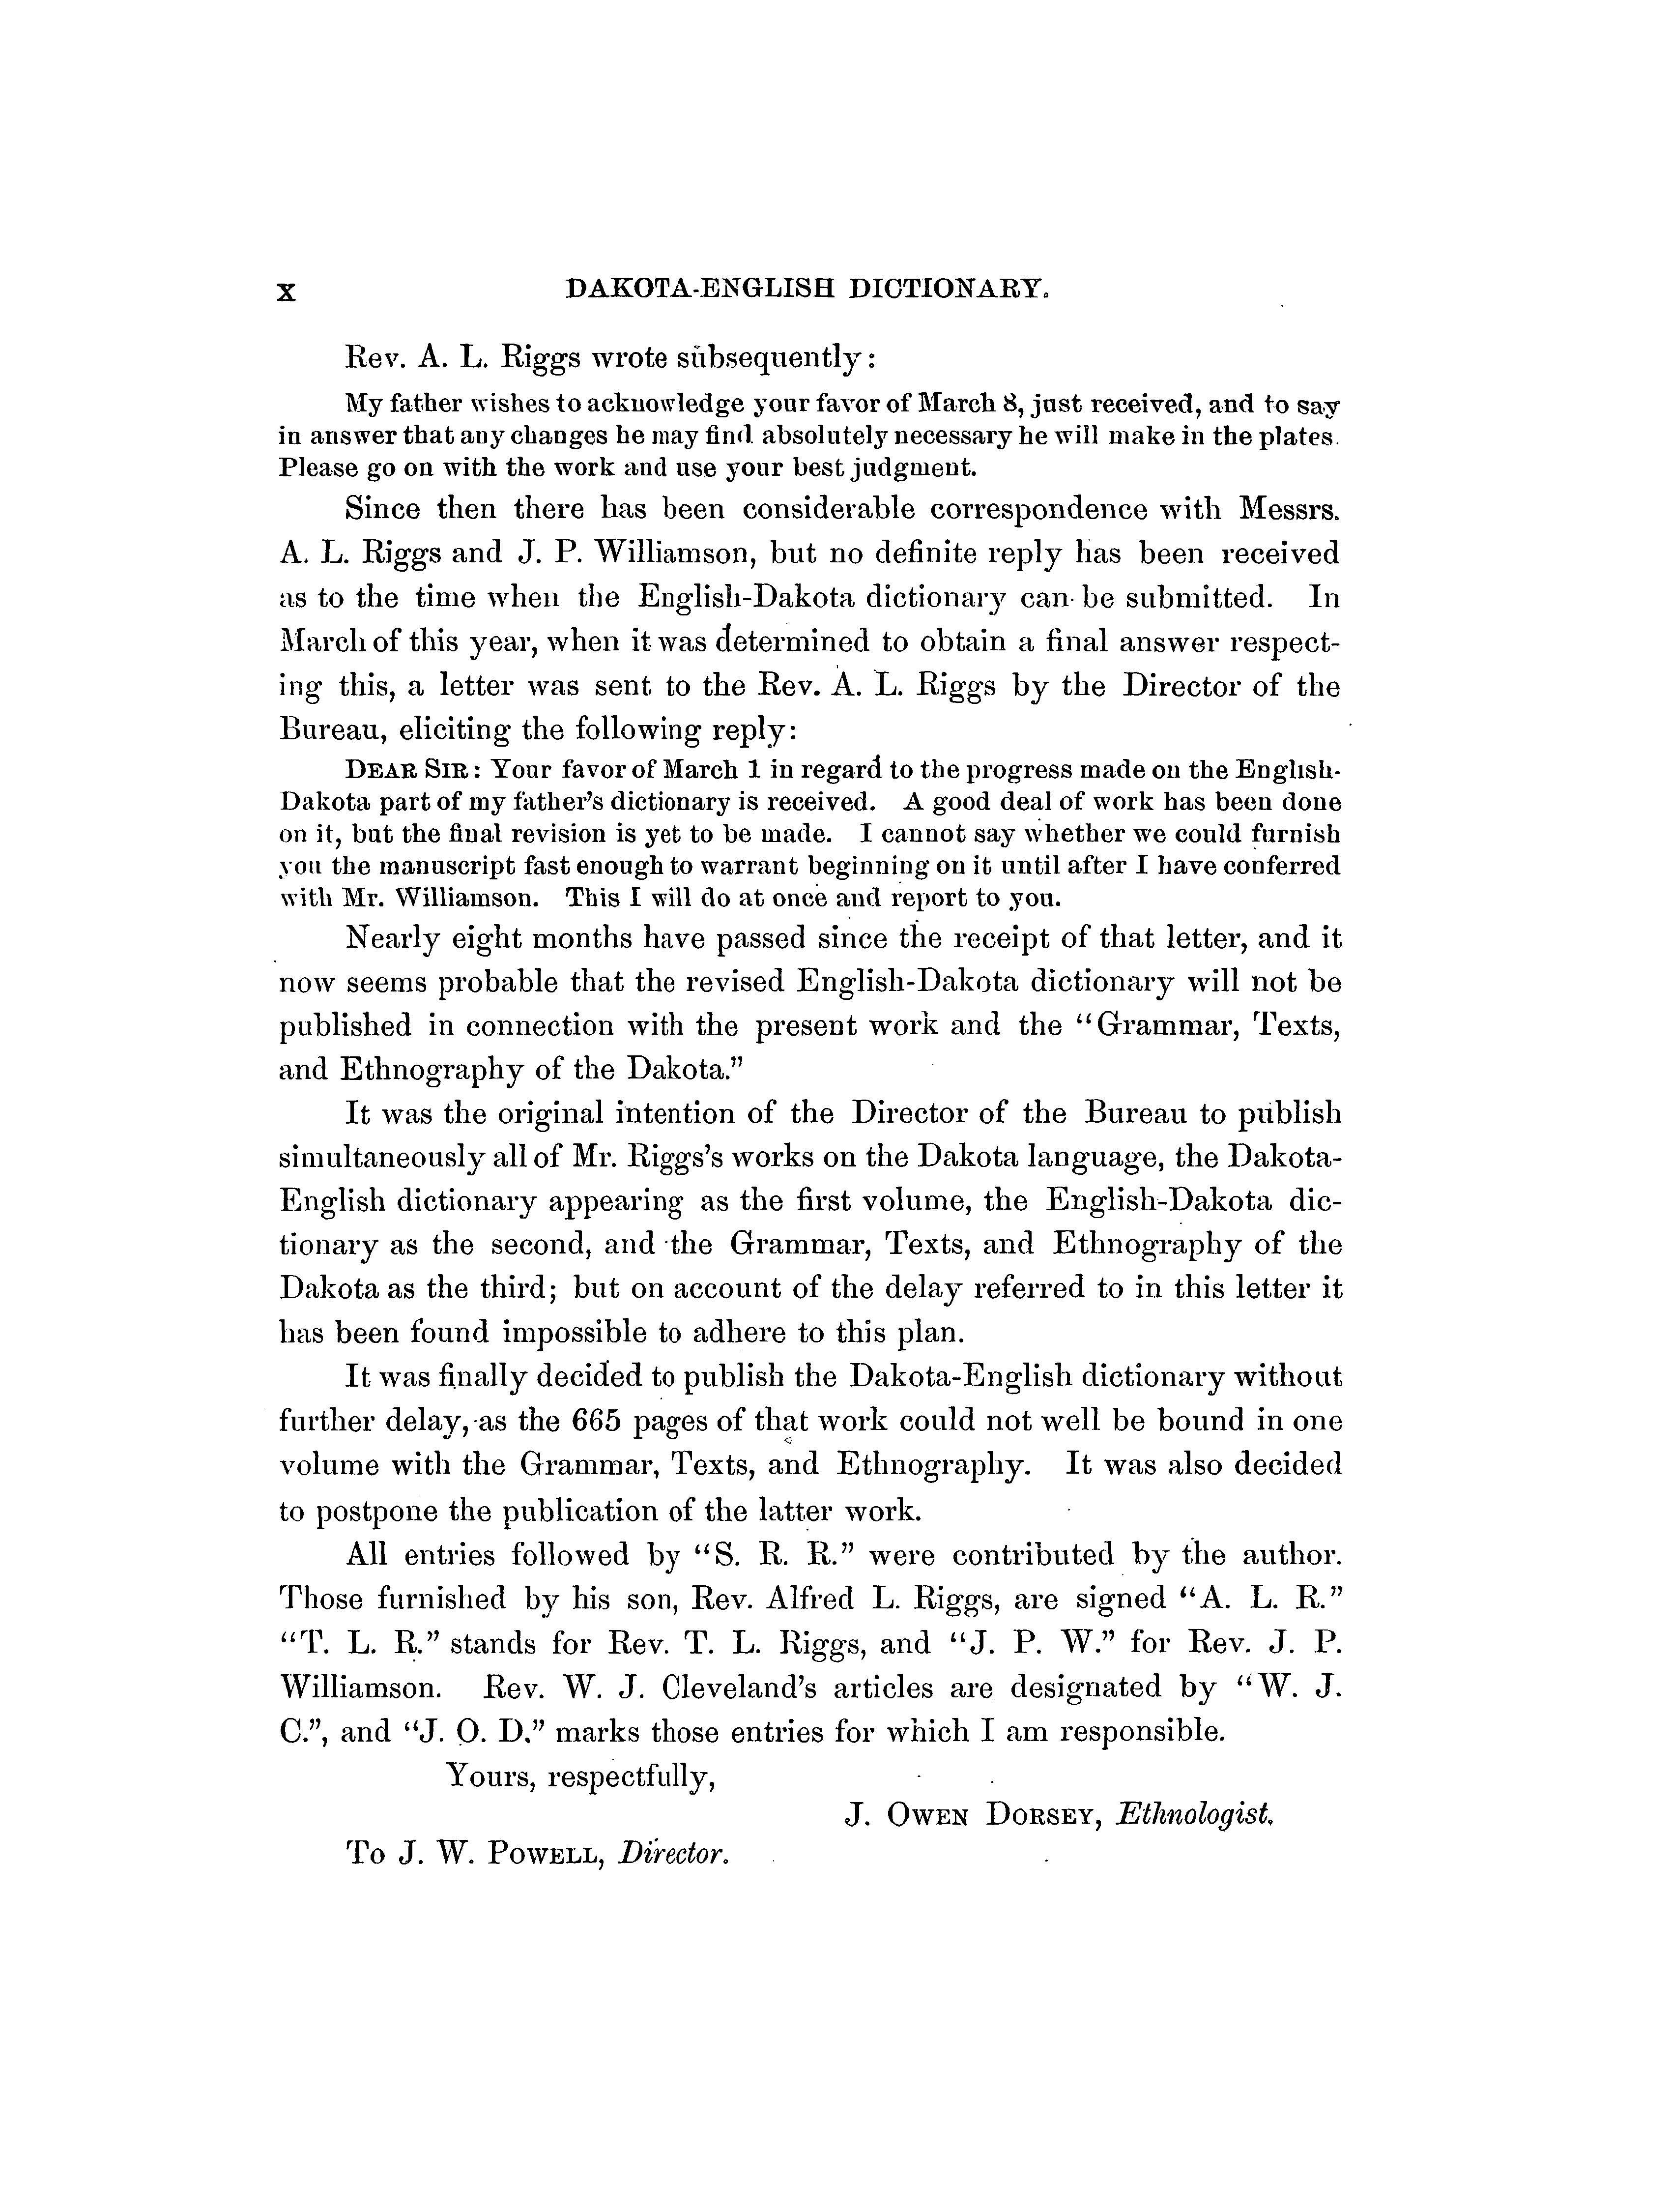 x DAKOTA-ENGLISH DICTIONARY.
Rev. A. L. Riggs wrote subsequently:
My father wishes to acknowledge your favor of March 8, just received, and to say
in answer that any changes he may find absolutely necessary he will make in the plates.
Please go on with the work and use your best judgment.
Since then there has been considerable correspondence with Messrs.
A. L. Riggs and J. P. Williamson, but no definite reply has been received
as to the time when the English-Dakota dictionary can be submitted. In
March of this year, when it was determined to obtain a final answer respect-
ing this, a letter was sent to the Rev. A. L. Riggs by the Director of the
Bureau, eliciting the following reply:
DEAR SIR: Your favor of March 1 in regard to the progress made on the English-
Dakota part of my father's dictionary is received. A good deal of work has been done
on it, but the final revision is yet to be made. I cannot say whether we could furnish
you the manuscript fast enough to warrant beginning on it until after I have conferred
with Mr. Williamson. This I will do at once and report to you.
Nearly eight months have passed since the receipt of that letter, and it
now seems probable that the revised English-Dakota dictionary will not be
published in connection with the present work and the “Grammar, Texts,
and Ethnography of the Dakota.”
It was the original intention of the Director of the Bureau to publish
simultaneously all of Mr. Riggs's works on the Dakota language, the Dakota-
English dictionary appearing as the first volume, the English-Dakota dic-
tionary as the second, and the Grammar, Texts, and Ethnography of the
Dakota as the third; but on account of the delay referred to in this letter it
has been found impossible to adhere to this plan.
It was finally decided to publish the Dakota-English dictionary without
further delay, as the 665 pages of that work could not well be bound in one
volume with the Grammar, Texts, and Ethnography. It was also decided
to postpone the publication of the latter work.
All entries followed by “S. R. R.” were contributed by the author.
Those furnished by his son, Rev. Alfred L. Riggs, are signed “A. L. R.”
“T. L. R.” stands for Rev. T. L. Riggs, and “J. P. W.” for Rev. J. P.
Williamson. Rev. W. J. Cleveland's articles are designated by “W. J.
C.”, and “J. O. D.” marks those entries for which I am responsible.
Yours, respectfully,
J. OWEN DORSEY, Ethnologist.
To J. W. POWELL, Director.